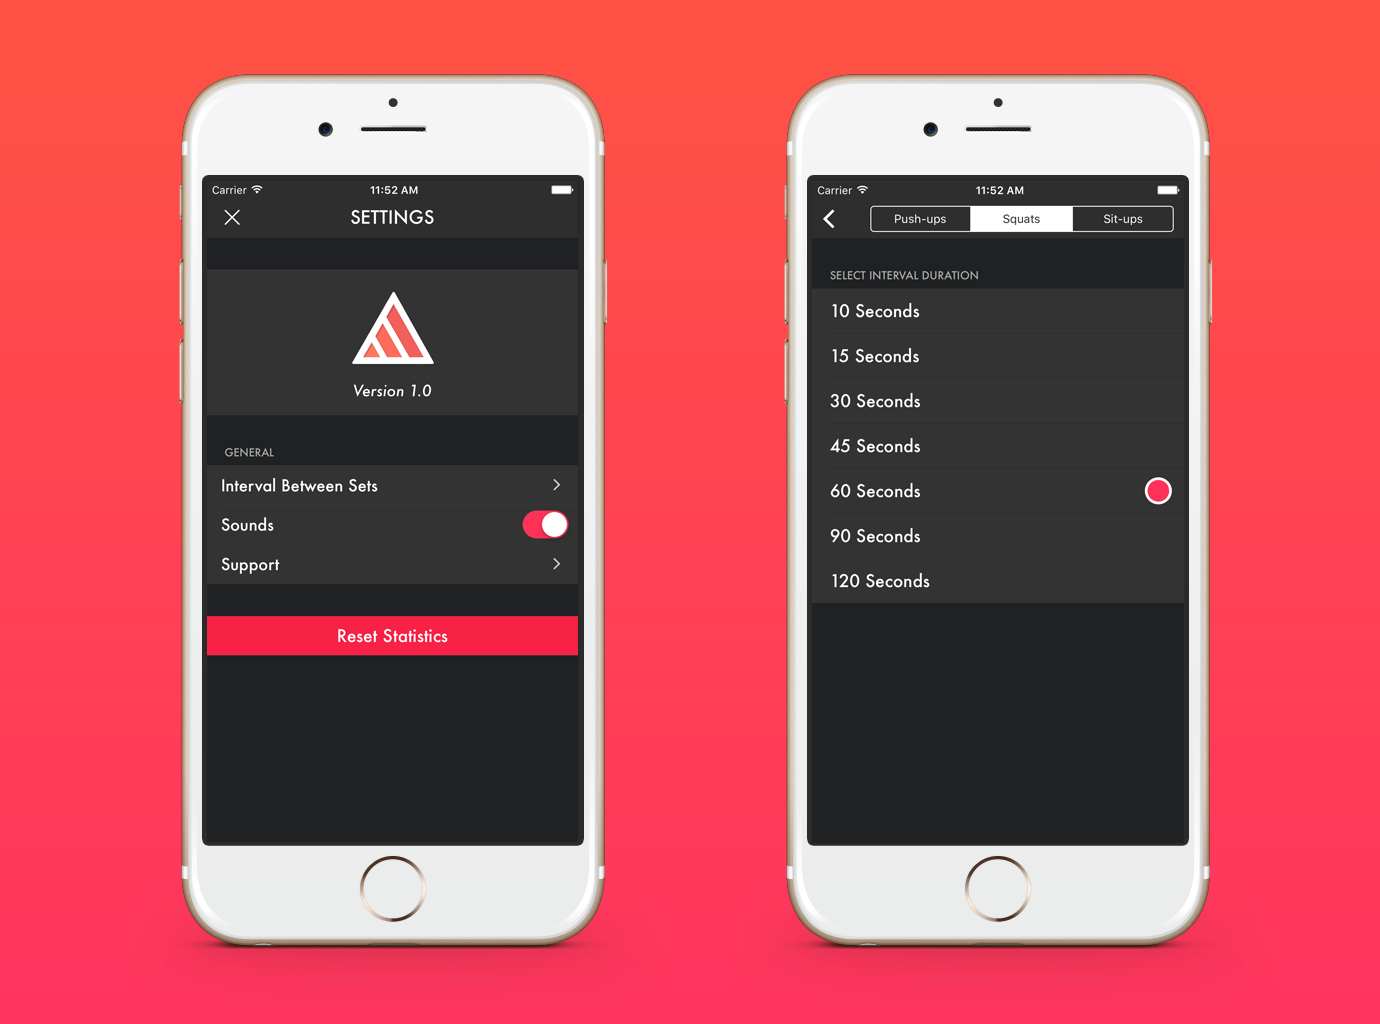 Carrier
11:52 AM
SETTINGS
Version 1.0
GENERAL
Interval Between Sets
Sounds
Support
Reset Statistics
Carrier
11:52 AM
Push-ups
Squats
Sit-ups
SELECT INTERVAL DURATION
10 Seconds
15 Seconds
30 Seconds
45 Seconds
60 Seconds
90 Seconds
120 Seconds